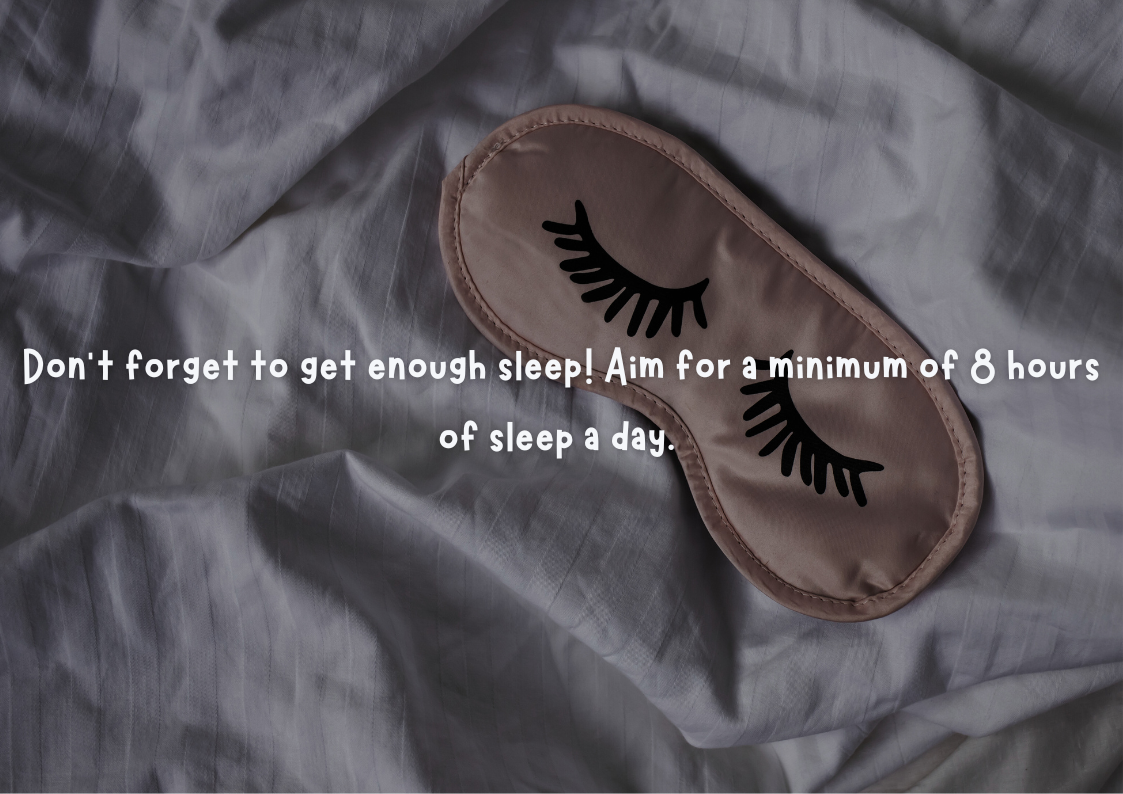 Don't forget to get enough sleep! Aim for a minimum of 8 hours
of sleep a day.